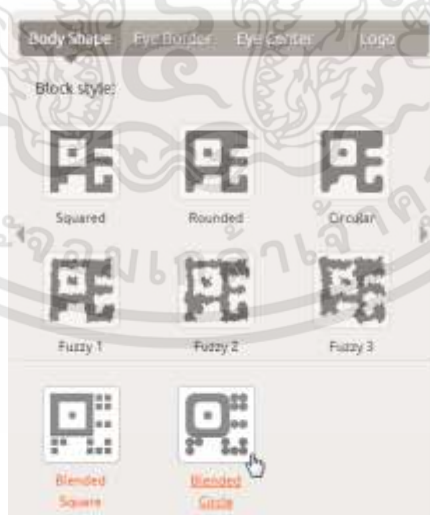 Body Shape Eye Border Eye Center Logo
Block style:
Squared Rounded Circular
Fuzzy 1 Fuzzy 2 Fuzzy 3
Blended Blended
Square Circle